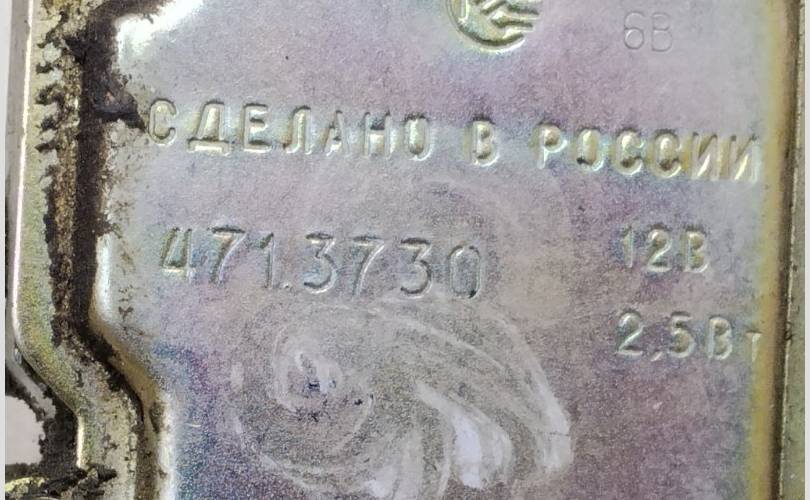 6В
СДЕЛАНО В РОССИИ
471.3730 12В
2,5Вт